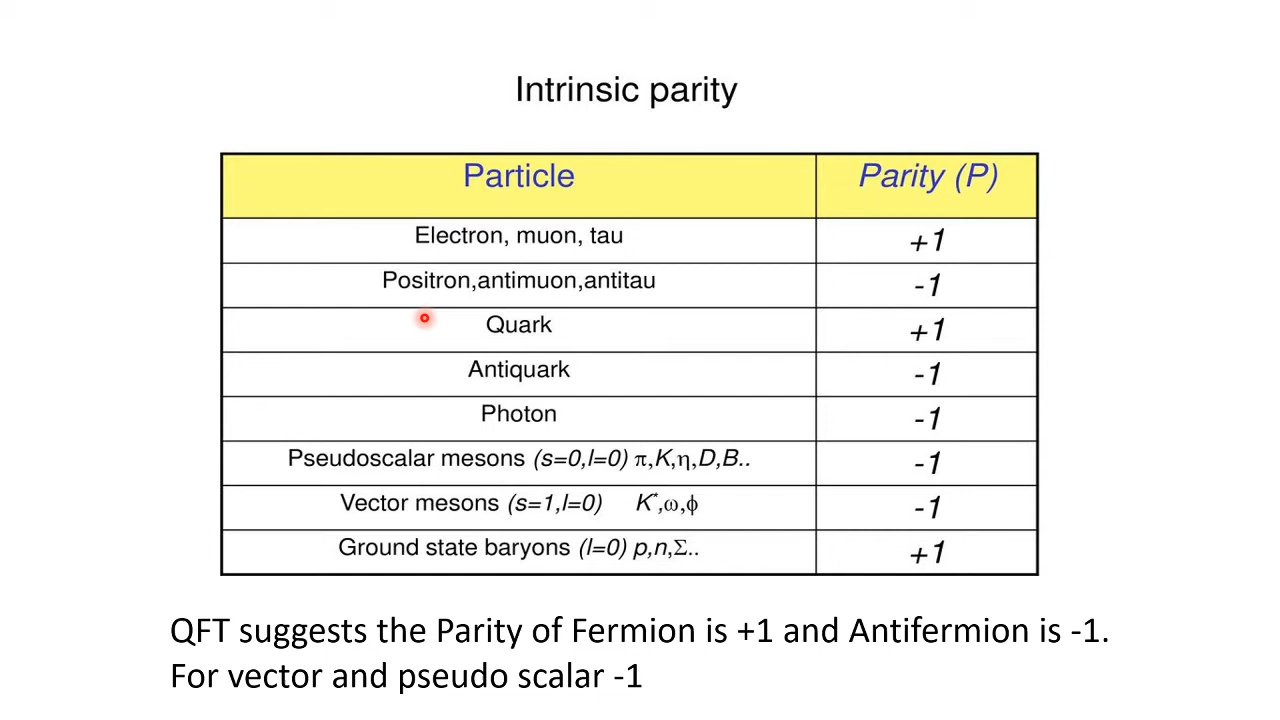 Intrinsic parity
Particle Parity (P)
Electron, muon, tau +1
Positron,antimuon,antitau -1
Quark +1
Antiquark -1
Photon -1
Pseudoscalar mesons (s=0,l=0) π,K,η,D,B.. -1
Vector mesons (s=1,l=0) K*,ω,ϕ -1
Ground state baryons (l=0) p,n,Σ.. +1
QFT suggests the Parity of Fermion is +1 and Antifermion is -1.
For vector and pseudo scalar -1